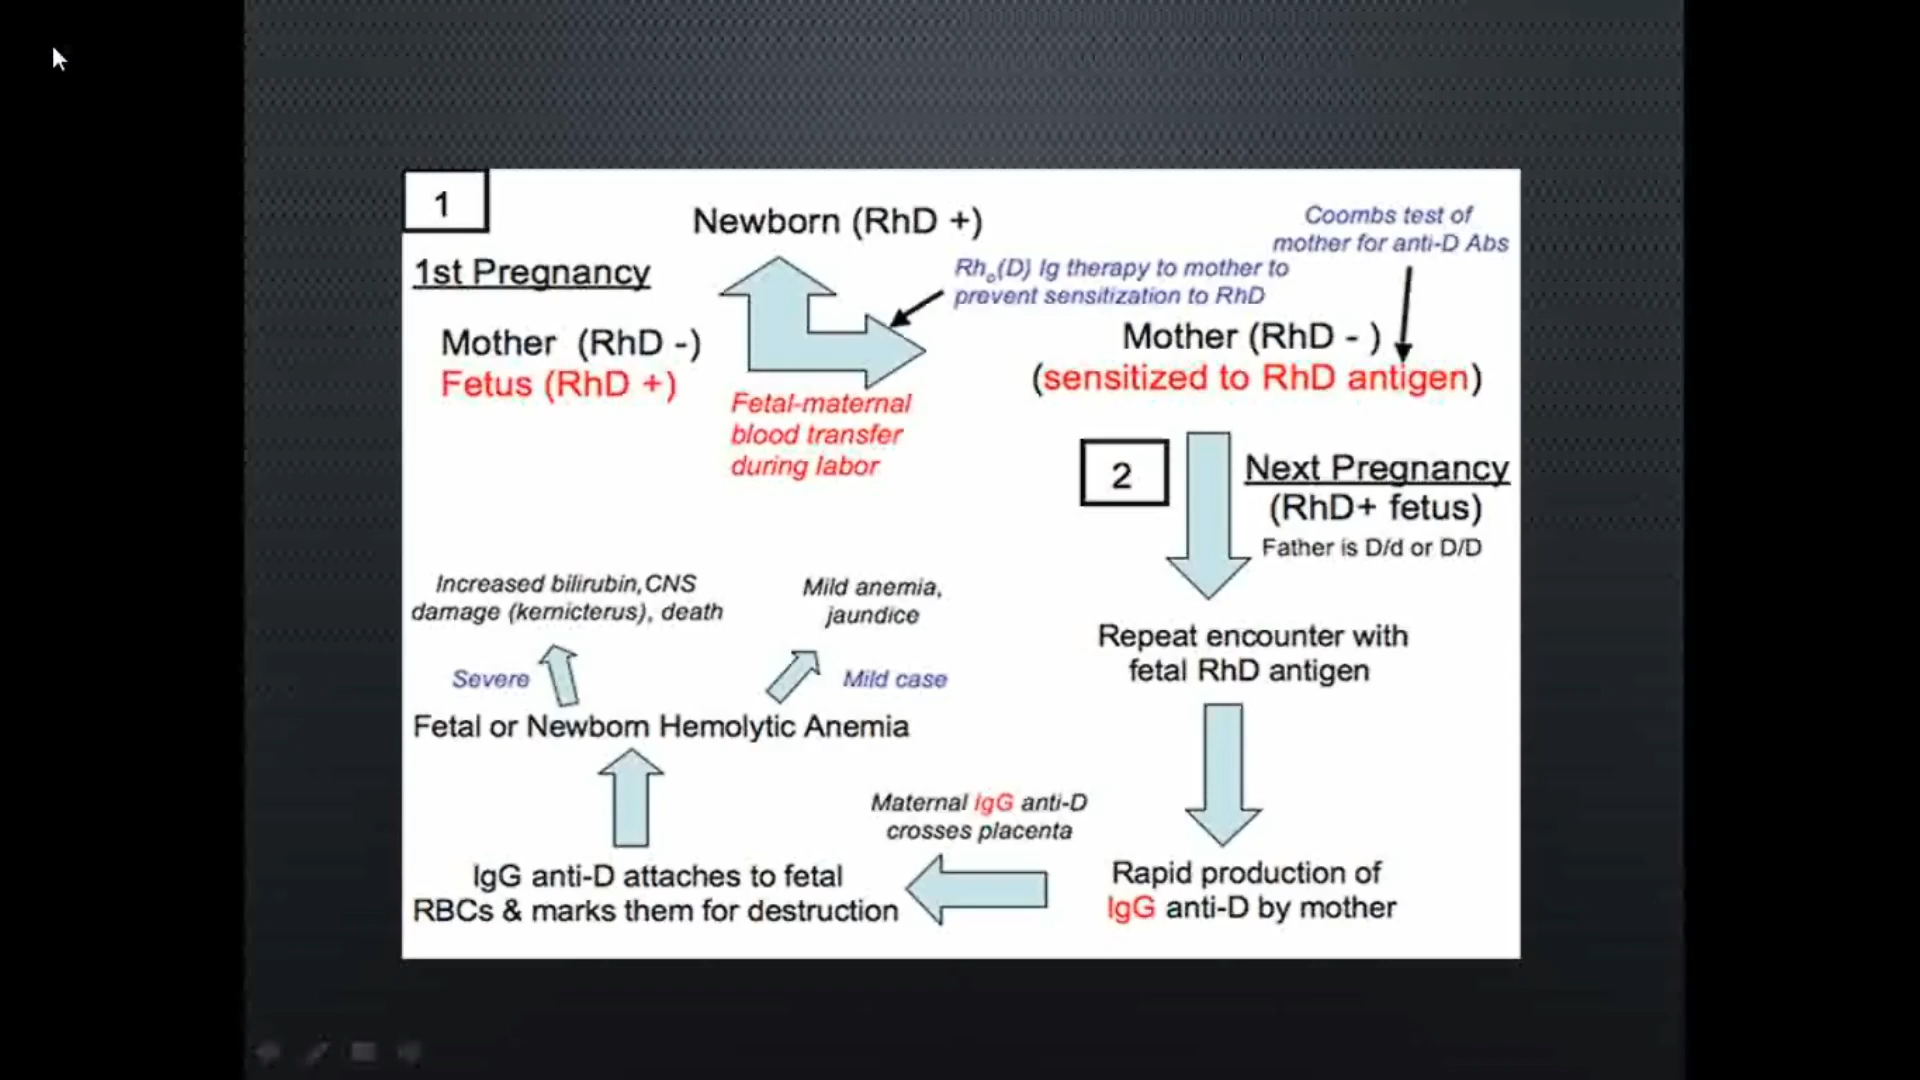 1
Newborn (RhD +)
Coombs test of
mother for anti-D Abs
1st Pregnancy
Rho(D) Ig therapy to mother to
prevent sensitization to RhD
Mother (RhD -)
Fetus (RhD +)
Mother (RhD - )
(sensitized to RhD antigen)
Fetal-maternal
blood transfer
during labor
2
Next Pregnancy
(RhD+ fetus)
Father is D/d or D/D
Increased bilirubin, CNS
damage (kernicterus), death
Mild anemia,
jaundice
Repeat encounter with
fetal RhD antigen
Severe
Mild case
Fetal or Newborn Hemolytic Anemia
Maternal IgG anti-D
crosses placenta
IgG anti-D attaches to fetal
RBCs & marks them for destruction
Rapid production of
IgG anti-D by mother